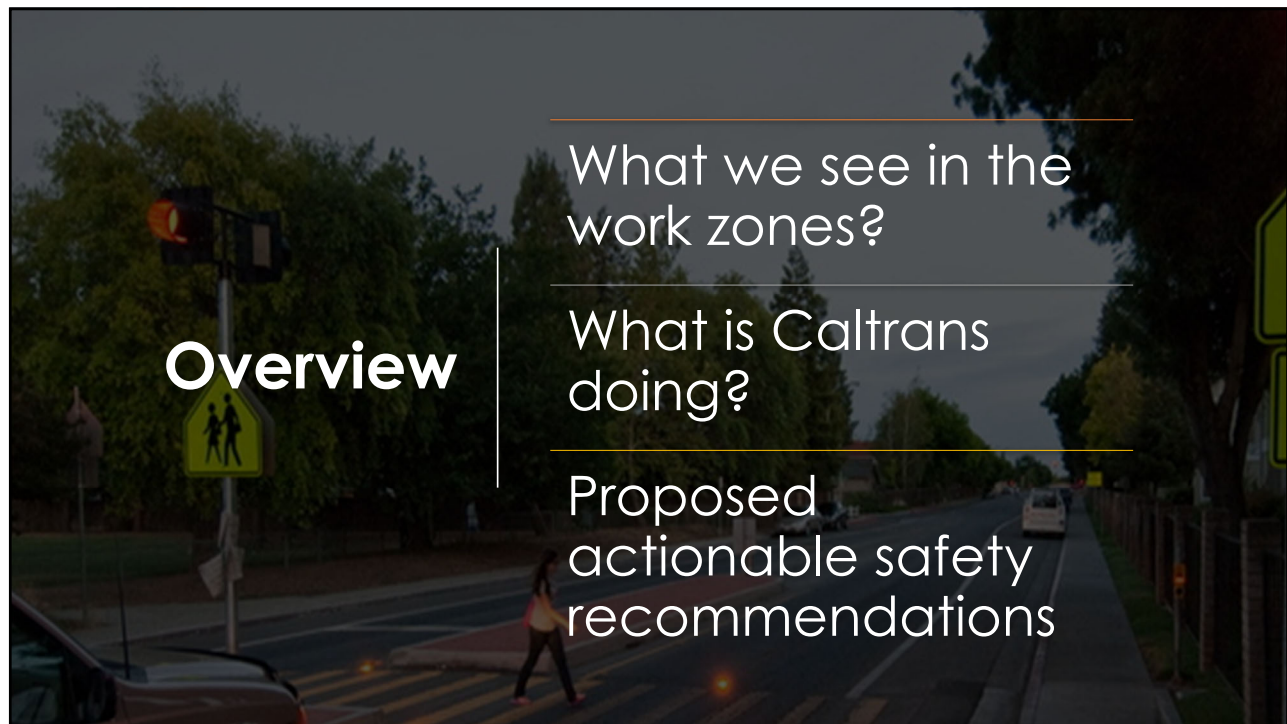 Overview
What we see in the
work zones?
What is Caltrans
doing?
Proposed
actionable safety
recommendations